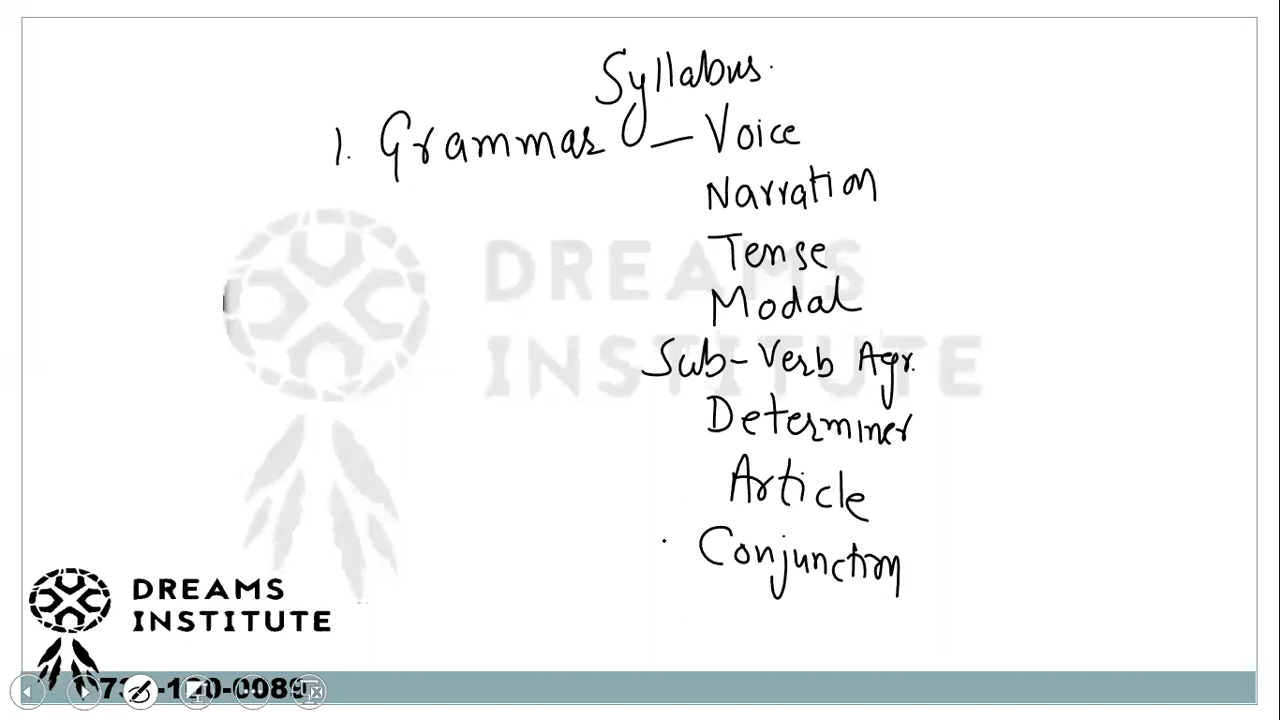 Syllabus.
1. Grammar — Voice
Narration
Tense
Modal
Sub-Verb Agr.
Determiner
Article
Conjunction
DREAMS
INSTITUTE
DREAMS
INSTITUTE